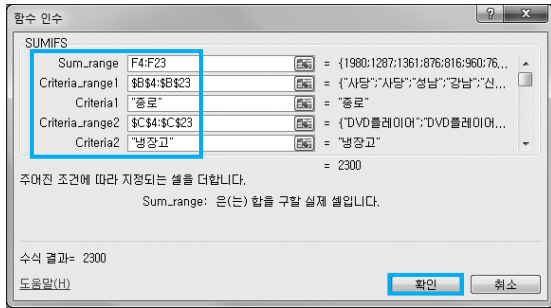 함수 인수
SUMIFS
Sum_range F4:F23 = {1980;1287;1361;876;816;960;76...
Criteria_range1 $B$4:$B$23 = {"사당";"사당";"성남";"강남";"신...
Criteria1 "종로" = "종로"
Criteria_range2 $C$4:$C$23 = {"DVD플레이어";"DVD플레이어...
Criteria2 "냉장고" = "냉장고"
= 2300
주어진 조건에 따라 지정되는 셀을 더합니다.
Sum_range: 은(는) 합을 구할 실제 셀입니다.
수식 결과= 2300
도움말(H)
확인
취소